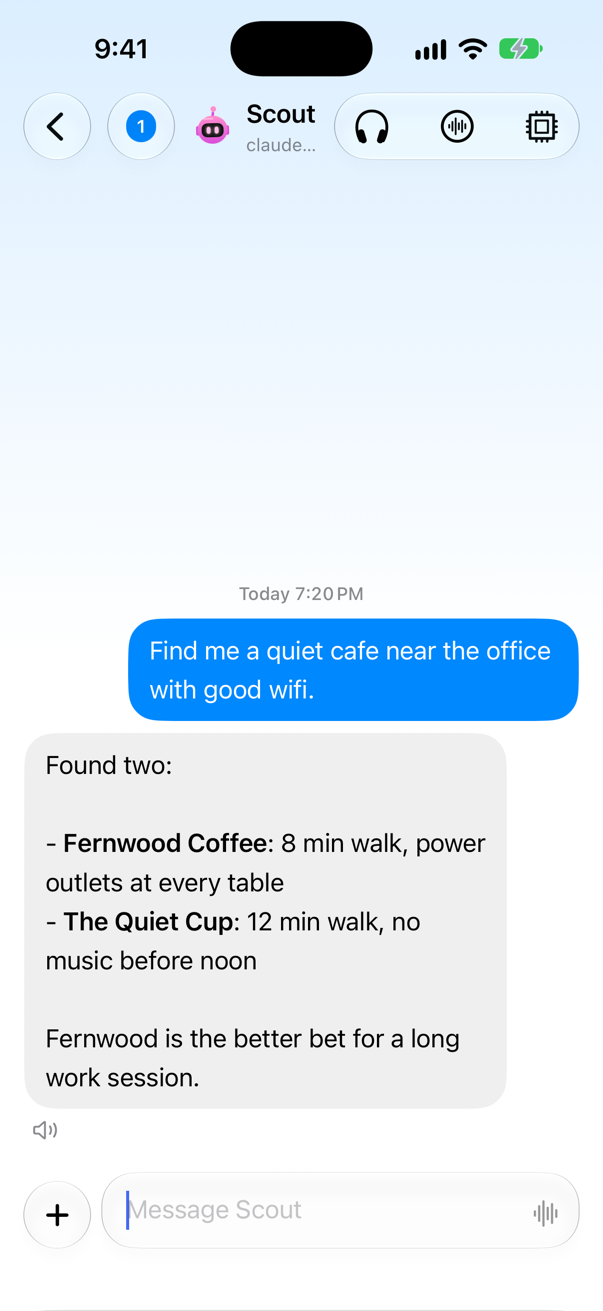 9:41
1
Scout
claude...
Today 7:20 PM
Find me a quiet cafe near the office
with good wifi.
Found two:
- Fernwood Coffee: 8 min walk, power
outlets at every table
- The Quiet Cup: 12 min walk, no
music before noon
Fernwood is the better bet for a long
work session.
Message Scout